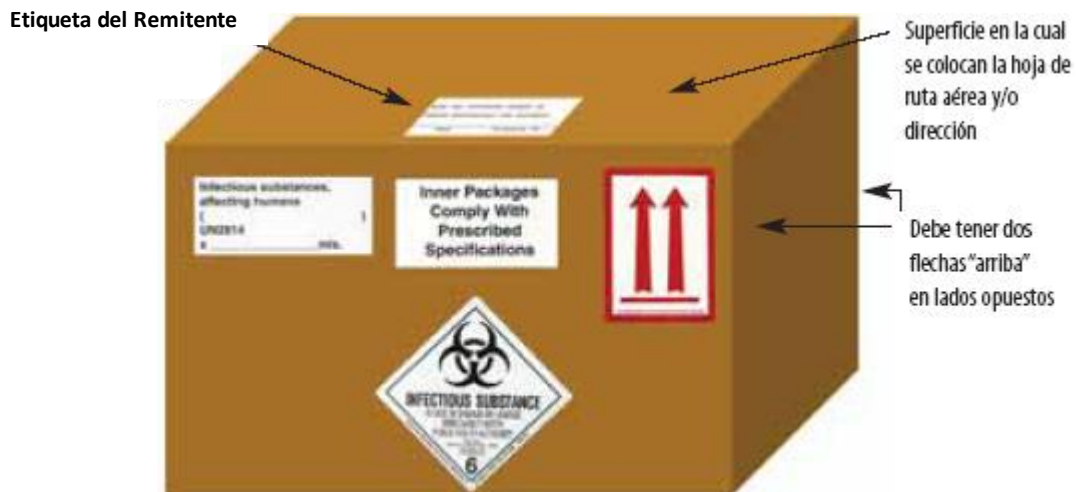 Etiqueta del Remitente
Superficie en la cual
se colocan la hoja de
ruta aérea y/o
dirección
Infectious substances,
affecting humans
( )
UN2814
x mls.
Inner Packages
Comply With
Prescribed
Specifications
Debe tener dos
flechas "arriba"
en lados opuestos
INFECTIOUS SUBSTANCE
6